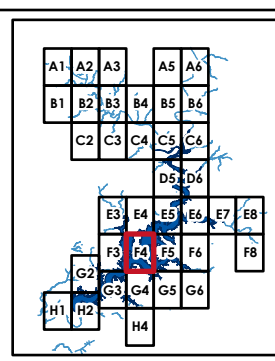 A1 A2 A3 A5 A6
B1 B2 B3 B4 B5 B6
C2 C3 C4 C5 C6
D5 D6
E3 E4 E5 E6 E7 E8
F3 F4 F5 F6 F8
G2
G3 G4 G5 G6
H1 H2
H4